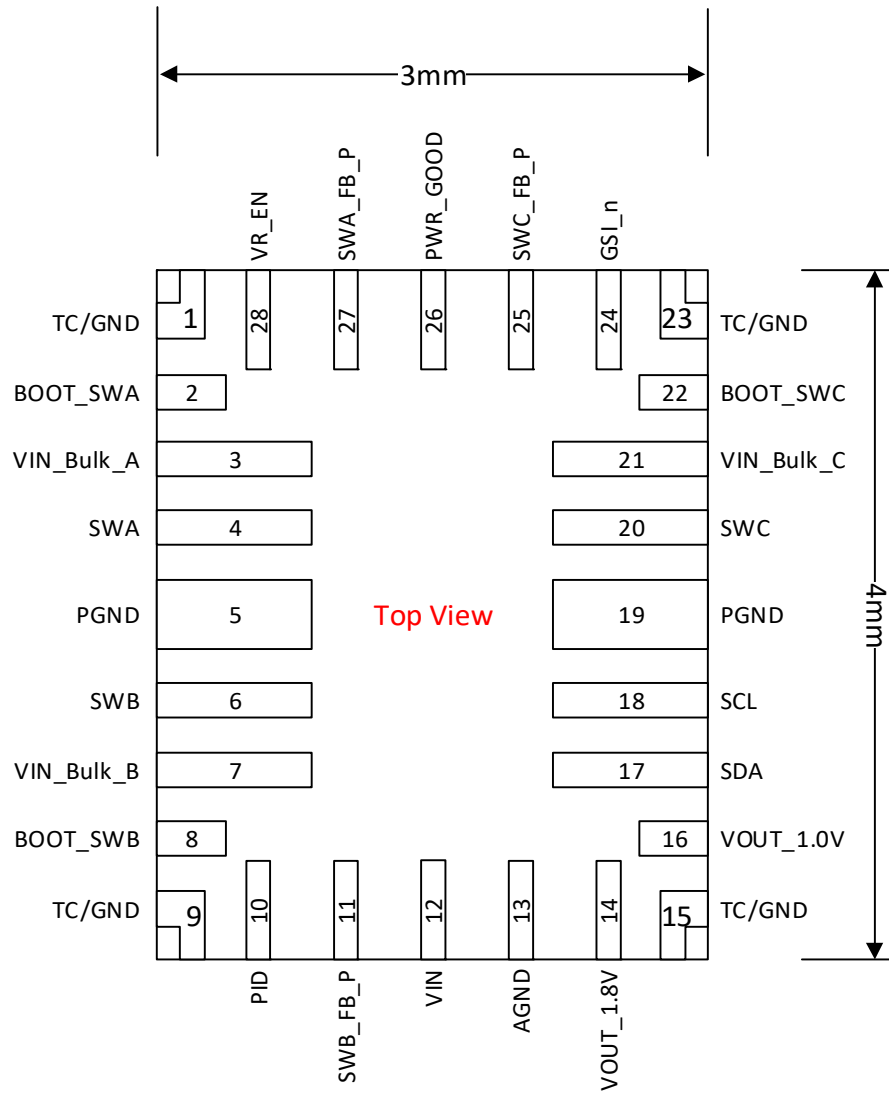 3mm
VR_EN
SWA_FB_P
PWR_GOOD
SWC_FB_P
GSI_n
TC/GND 1 28 27 26 25 24 23 TC/GND
BOOT_SWA 2 22 BOOT_SWC
VIN_Bulk_A 3 21 VIN_Bulk_C
SWA 4 20 SWC
PGND 5 Top View 19 PGND
4mm
SWB 6 18 SCL
VIN_Bulk_B 7 17 SDA
BOOT_SWB 8 16 VOUT_1.0V
TC/GND 9 10 11 12 13 14 15 TC/GND
PID
SWB_FB_P
VIN
AGND
VOUT_1.8V